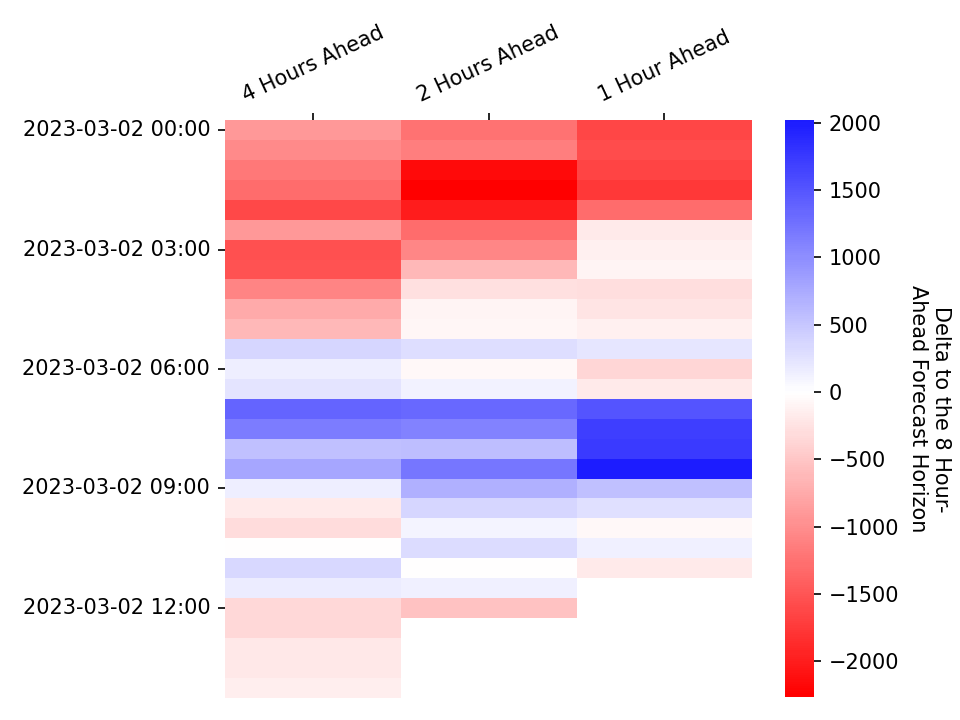 4 Hours Ahead
2 Hours Ahead
1 Hour Ahead
2023-03-02 00:00
2023-03-02 03:00
2023-03-02 06:00
2023-03-02 09:00
2023-03-02 12:00
2000
1500
1000
500
0
−500
−1000
−1500
−2000
Delta to the 8 Hour-
Ahead Forecast Horizon